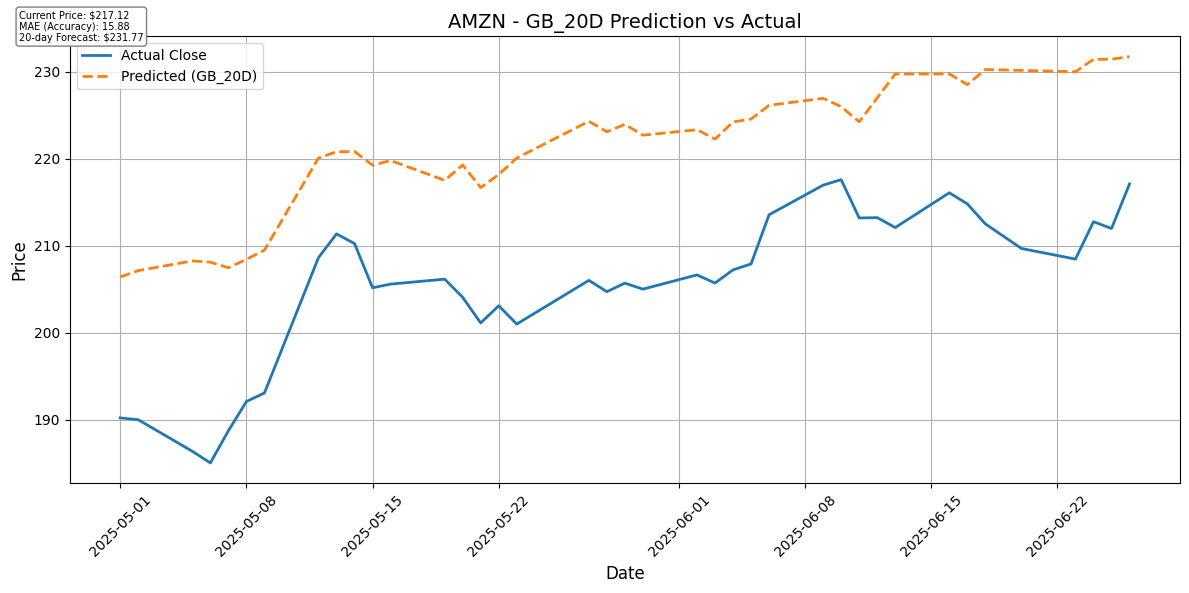 AMZN - GB_20D Prediction vs Actual
Current Price: $217.12
MAE (Accuracy): 15.88
20-day Forecast: $231.77
Actual Close
Predicted (GB_20D)
Price
230
220
210
200
190
2025-05-01
2025-05-08
2025-05-15
2025-05-22
2025-06-01
2025-06-08
2025-06-15
2025-06-22
Date